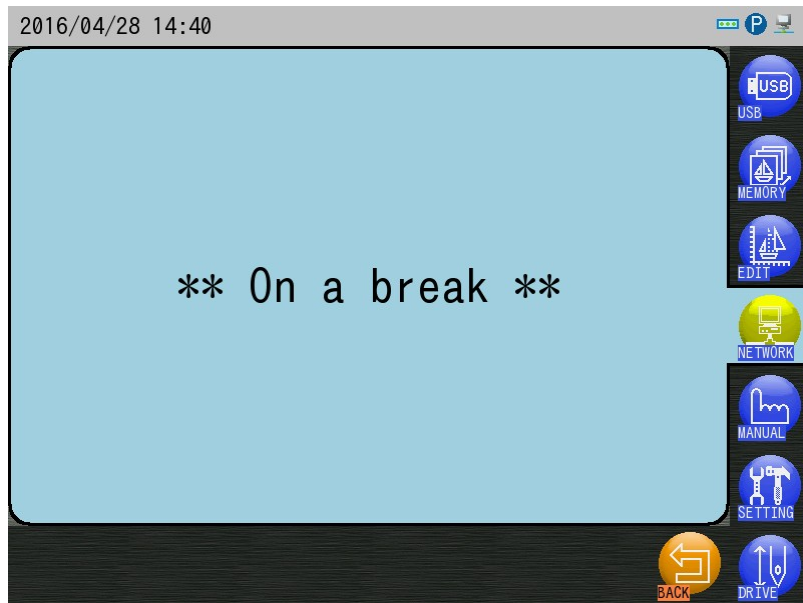 2016/04/28 14:40
P
USB
USB
MEMORY
EDIT
** On a break **
NETWORK
MANUAL
SETTING
BACK
DRIVE